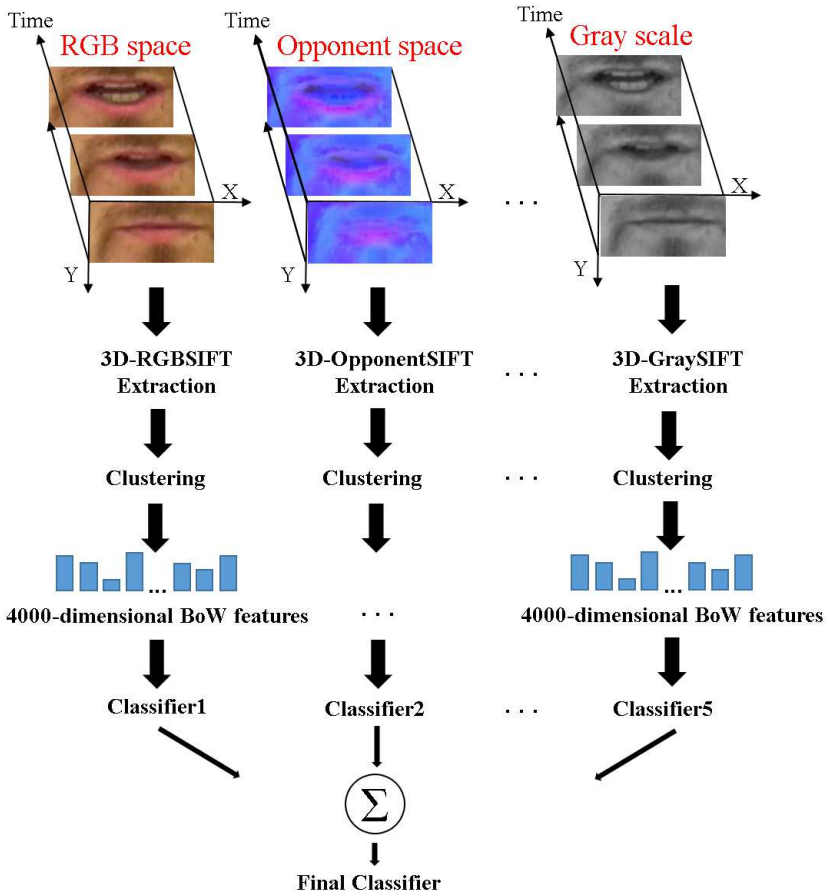 Time Time Time
RGB space Opponent space Gray scale
X X X
. . .
Y Y Y
3D-RGBSIFT 3D-OpponentSIFT 3D-GraySIFT
Extraction Extraction . . . Extraction
Clustering Clustering . . . Clustering
... ...
4000-dimensional BoW features . . . 4000-dimensional BoW features
Classifier1 Classifier2 . . . Classifier5
Σ
Final Classifier